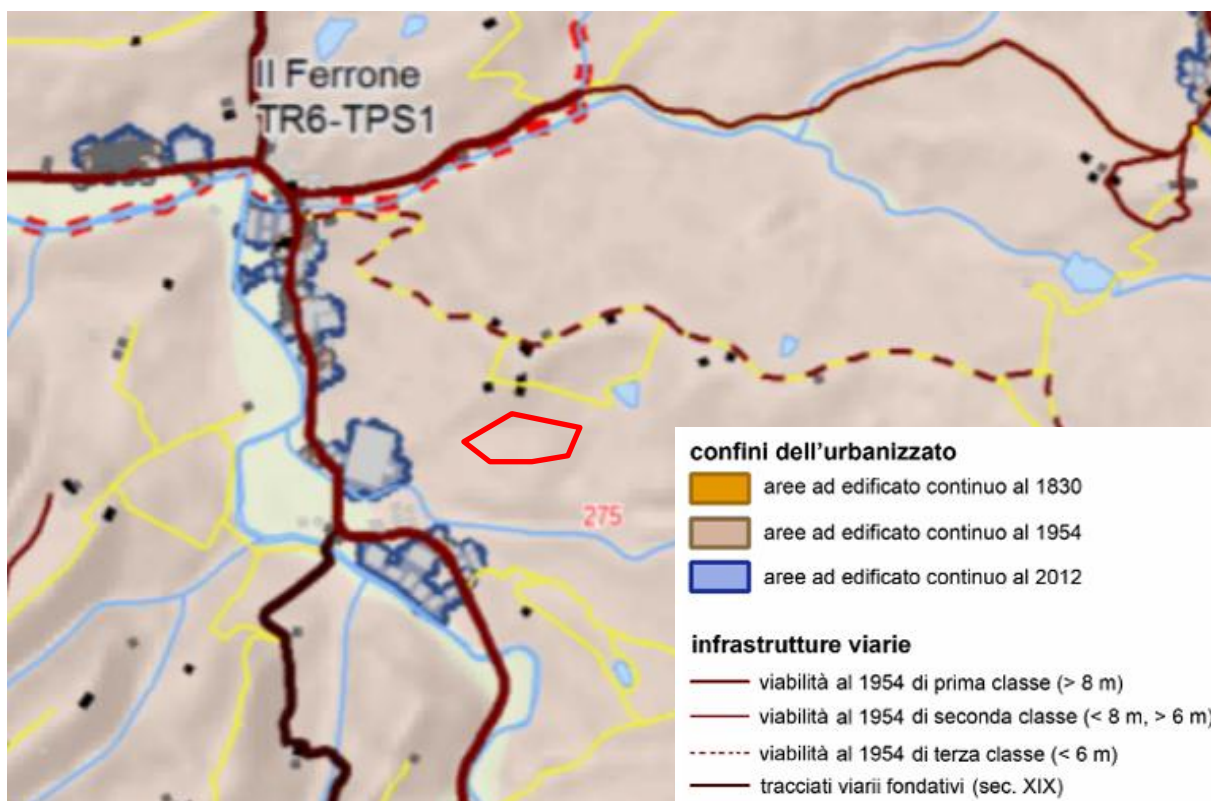 Il Ferrone
TR6-TPS1
275
confini dell'urbanizzato
aree ad edificato continuo al 1830
aree ad edificato continuo al 1954
aree ad edificato continuo al 2012
infrastrutture viarie
viabilità al 1954 di prima classe (> 8 m)
viabilità al 1954 di seconda classe (< 8 m, > 6 m)
viabilità al 1954 di terza classe (< 6 m)
tracciati viarii fondativi (sec. XIX)